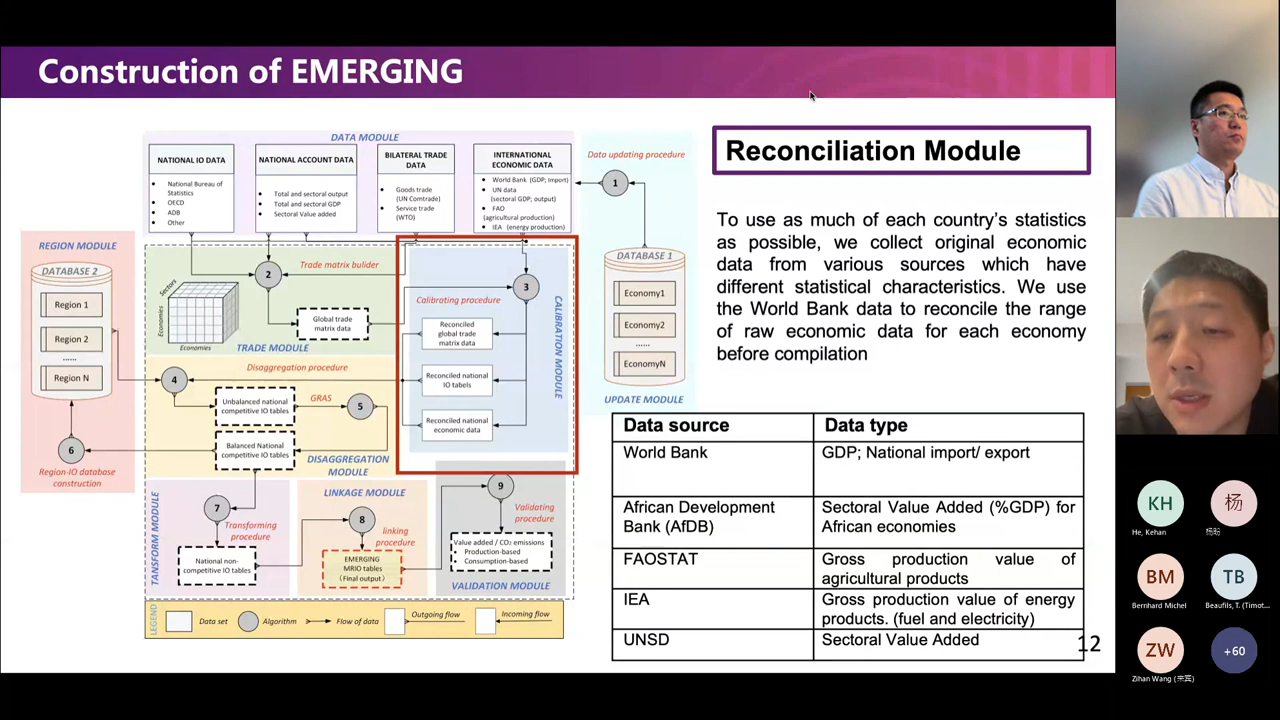 Construction of EMERGING
DATA MODULE
NATIONAL IO DATA
National Bureau of
Statistics
OECD
ADB
Other
NATIONAL ACCOUNT DATA
Total and sectoral output
Total and sectoral GDP
Sectoral Value added
BILATERAL TRADE
DATA
Goods trade
(UN Comtrade)
Service trade
(WTO)
INTERNATIONAL
ECONOMIC DATA
World Bank (GDP; import)
UN data
(sectoral GDP; output)
FAO
(agricultural production)
IEA (energy production)
Data updating procedure
1
DATABASE 1
Economy1
Economy2
......
EconomyN
UPDATE MODULE
REGION MODULE
DATABASE 2
Region 1
Region 2
......
Region N
6
Region-IO database
construction
2
Trade matrix builder
Sectors
Economies
Economies
Global trade
matrix data
TRADE MODULE
3
Calibrating procedure
Reconciled
global trade
matrix data
Reconciled national
IO tabels
Reconciled national
economic data
CALIBRATION MODULE
Disaggregation procedure
4
Unbalanced national
competitive IO tables
GRAS
5
Balanced National
competitive IO tables
DISAGGREGATION
MODULE
TANSFORM MODULE
7
Transforming
procedure
National non-
competitive IO tables
LINKAGE MODULE
8
linking
procedure
EMERGING
MRIO tables
(Final output)
9
Validating
procedure
Value added / CO₂ emissions
Production-based
Consumption-based
VALIDATION MODULE
LEGEND
Data set
Algorithm
Flow of data
Outgoing flow
Incoming flow
Reconciliation Module
To use as much of each country's statistics
as possible, we collect original economic
data from various sources which have
different statistical characteristics. We use
the World Bank data to reconcile the range
of raw economic data for each economy
before compilation
Data source Data type
World Bank GDP; National import/ export
African Development Sectoral Value Added (%GDP) for
Bank (AfDB) African economies
FAOSTAT Gross production value of
agricultural products
IEA Gross production value of energy
products. (fuel and electricity)
UNSD Sectoral Value Added
12
KH
He, Kehan
杨
杨盼
BM
Bernhard Michel
TB
Beaufils, T. (Timot...
ZW
Zihan Wang (来宾)
+60